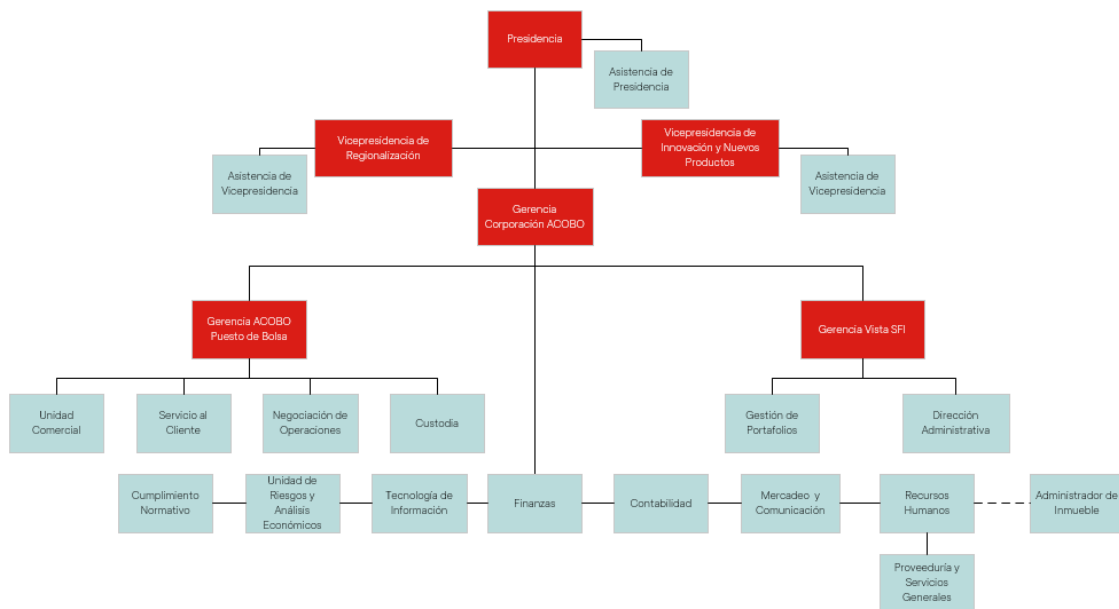 Presidencia
Asistencia de
Presidencia
Vicepresidencia de
Regionalización
Vicepresidencia de
Innovación y Nuevos
Productos
Asistencia de
Vicepresidencia
Asistencia de
Vicepresidencia
Gerencia
Corporación ACOBO
Gerencia ACOBO
Puesto de Bolsa
Gerencia Vista SFI
Unidad
Comercial
Servicio al
Cliente
Negociación de
Operaciones
Custodia
Gestión de
Portafolios
Dirección
Administrativa
Cumplimiento
Normativo
Unidad de
Riesgos y
Análisis
Económicos
Tecnología de
Información
Finanzas
Contabilidad
Mercadeo y
Comunicación
Recursos
Humanos
Administrador de
Inmueble
Proveeduría y
Servicios
Generales